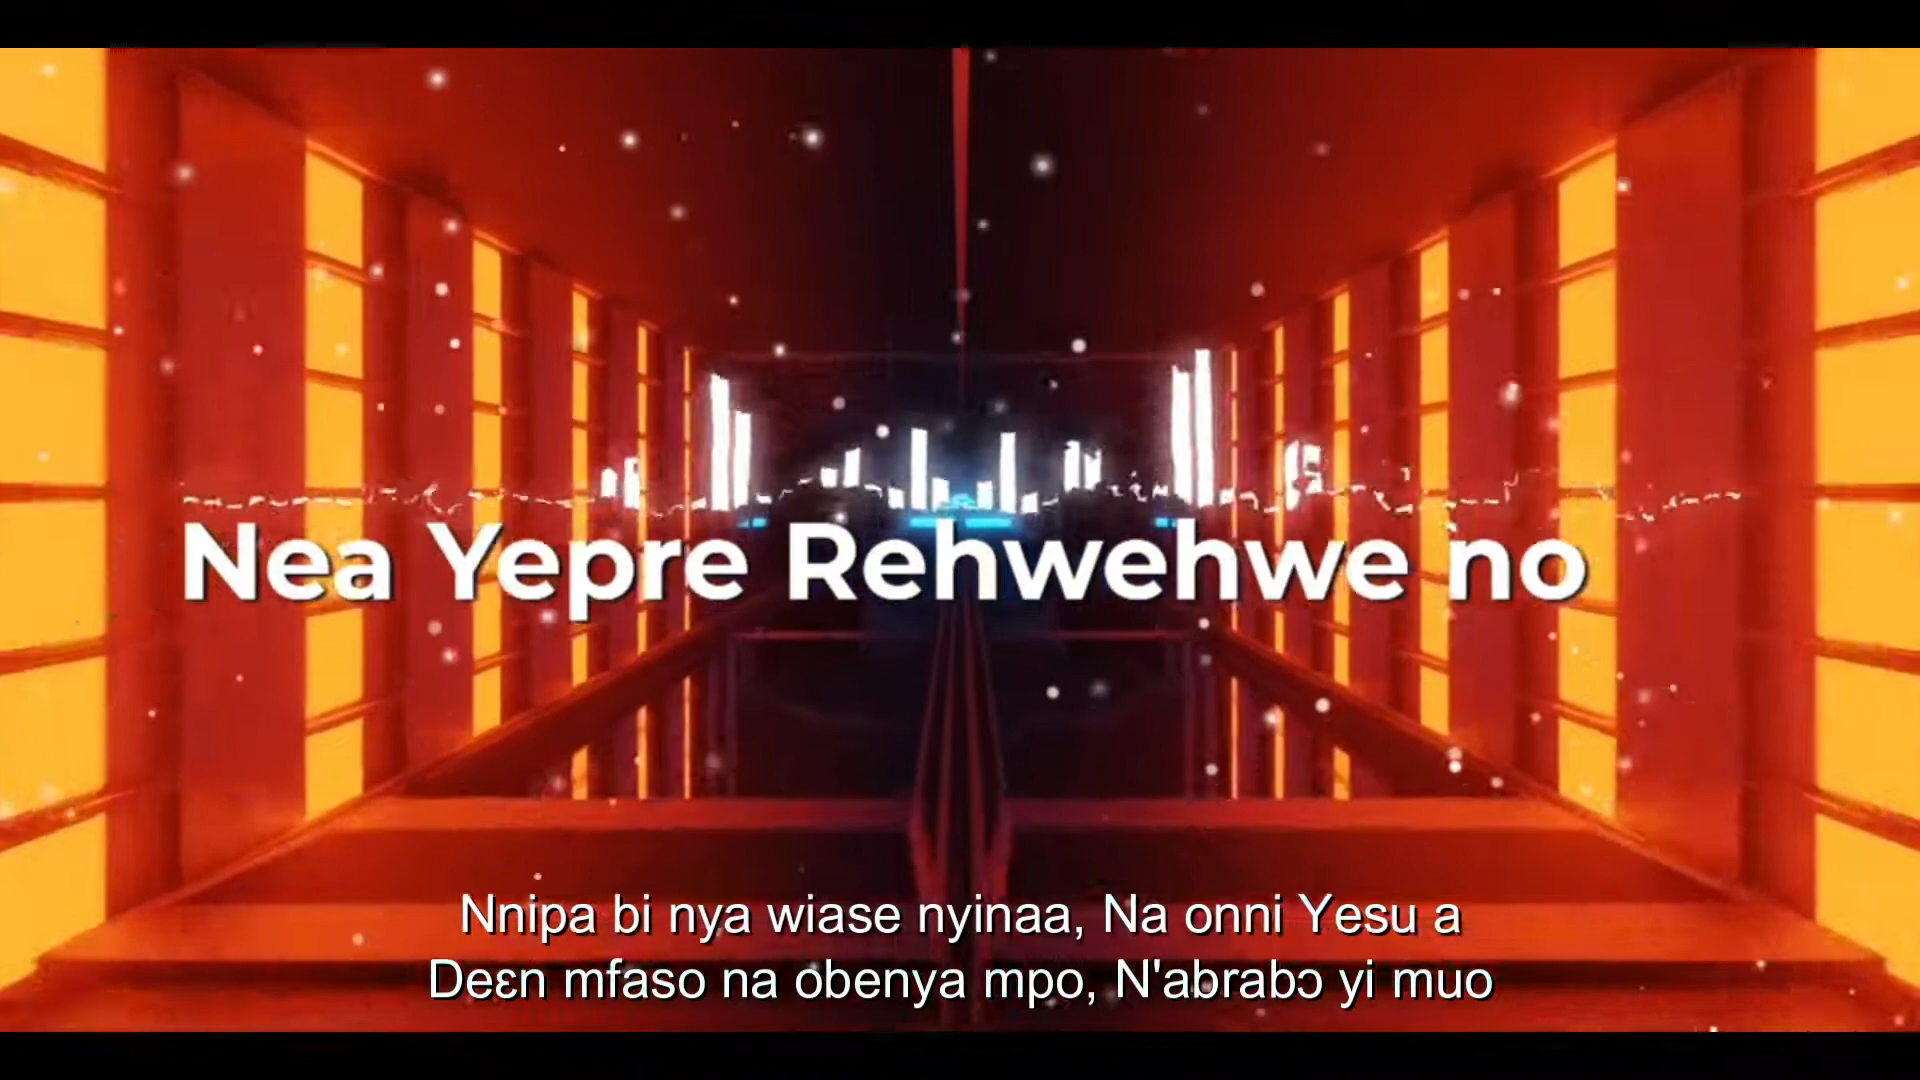 Nea Yepre Rehwehwe no
Nnipa bi nya wiase nyinaa, Na onni Yesu a
Deɛn mfaso na obenya mpo, N'abrabɔ yi muo